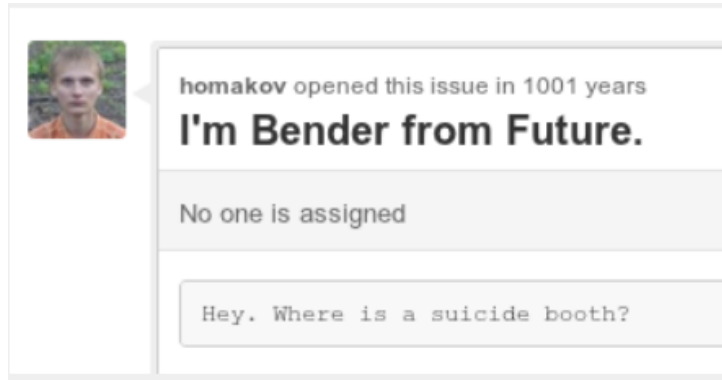 homakov opened this issue in 1001 years
I'm Bender from Future.
No one is assigned
Hey. Where is a suicide booth?